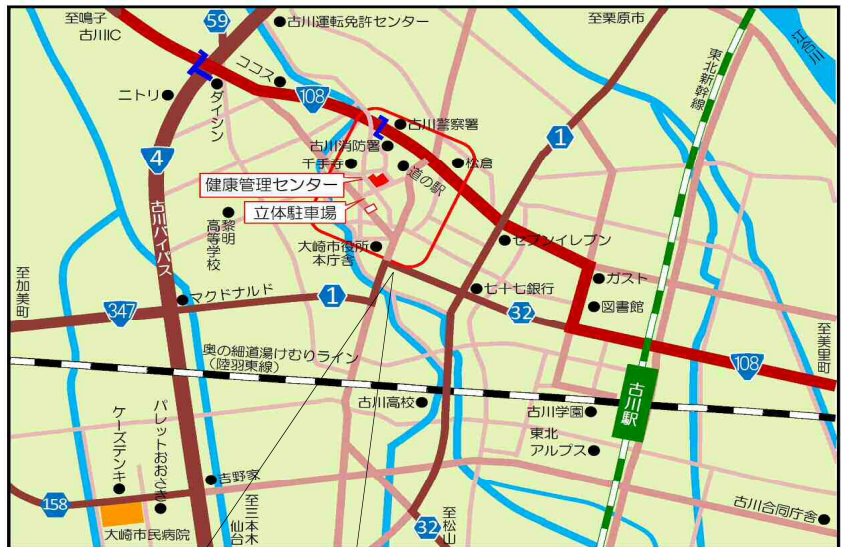 至鳴子
古川IC
59
古川運転免許センター
至栗原市
江合川
東北新幹線
ココス
ニトリ
ダイシン
108
古川警察署
1
古川消防署
千手寺
道の駅
松倉
4
健康管理センター
立体駐車場
古川バイパス
黎明
高等学校
大崎市役所
本庁舎
セブンイレブン
至加美町
マクドナルド
1
七十七銀行
ガスト
347
32
図書館
至美里町
奥の細道湯けむりライン
(陸羽東線)
108
古川駅
古川高校
古川学園
東北
アルプス
ケーズデンキ
パレットおおさき
吉野家
158
大崎市民病院
至三本木
仙台
至松山
32
古川合同庁舎